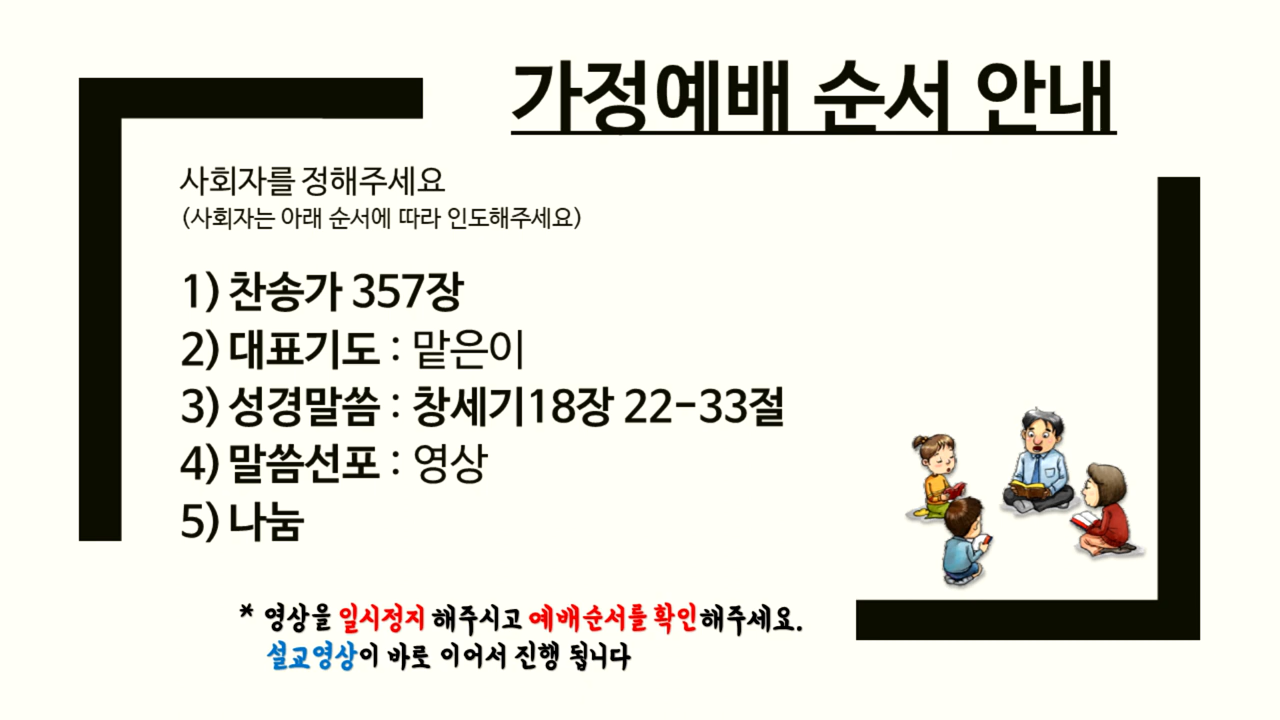 가정예배 순서 안내
사회자를 정해주세요
(사회자는 아래 순서에 따라 인도해주세요)
1) 찬송가 357장
2) 대표기도 : 맡은이
3) 성경말씀 : 창세기18장 22-33절
4) 말씀선포 : 영상
5) 나눔
* 영상을 일시정지 해주시고 예배순서를 확인해주세요.
설교영상이 바로 이어서 진행 됩니다